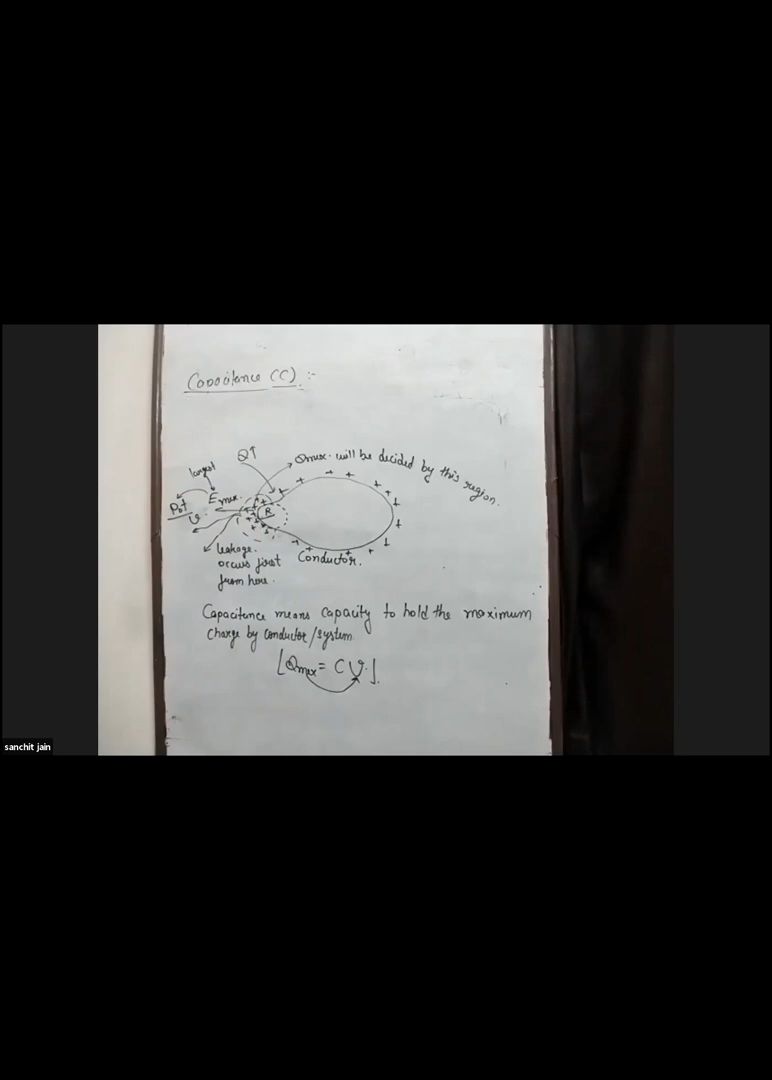 Capacitance (C) :-
Q↑
Qmax. will be decided by this region.
largest
Emax.
Pot
R
leakage.
occurs first
from here.
Conductor.
Capacitance means capacity to hold the maximum
charge by conductor/system
[Qmax = CV.].
sanchit jain